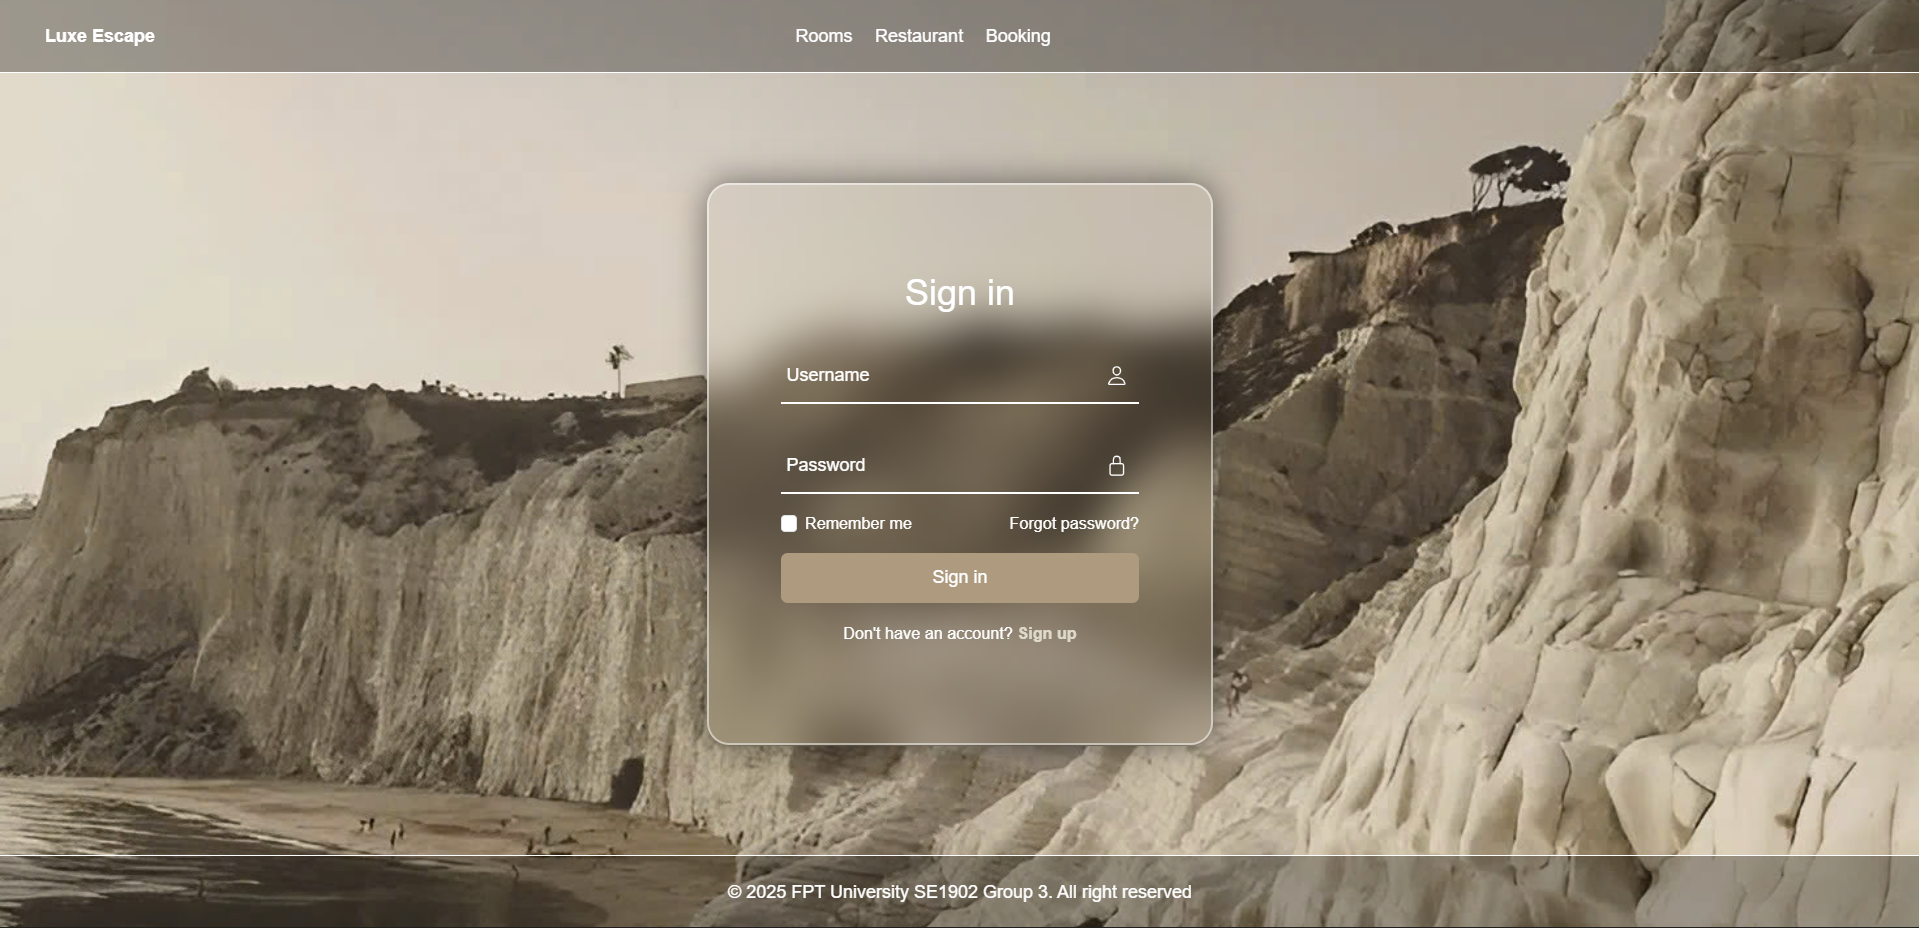 Luxe Escape
Rooms Restaurant Booking
Sign in
Username
Password
Remember me Forgot password?
Sign in
Don't have an account? Sign up
© 2025 FPT University SE1902 Group 3. All right reserved